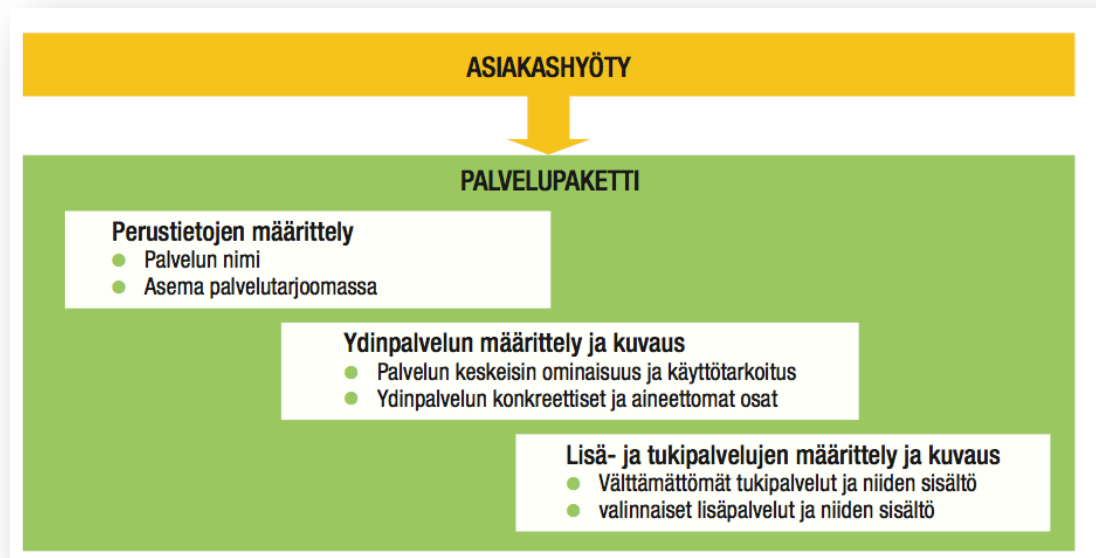 ASIAKASHYÖTY
PALVELUPAKETTI
Perustietojen määrittely
Palvelun nimi
Asema palvelutarjoomassa
Ydinpalvelun määrittely ja kuvaus
Palvelun keskeisin ominaisuus ja käyttötarkoitus
Ydinpalvelun konkreettiset ja aineettomat osat
Lisä- ja tukipalvelujen määrittely ja kuvaus
Välttämättömät tukipalvelut ja niiden sisältö
valinnaiset lisäpalvelut ja niiden sisältö